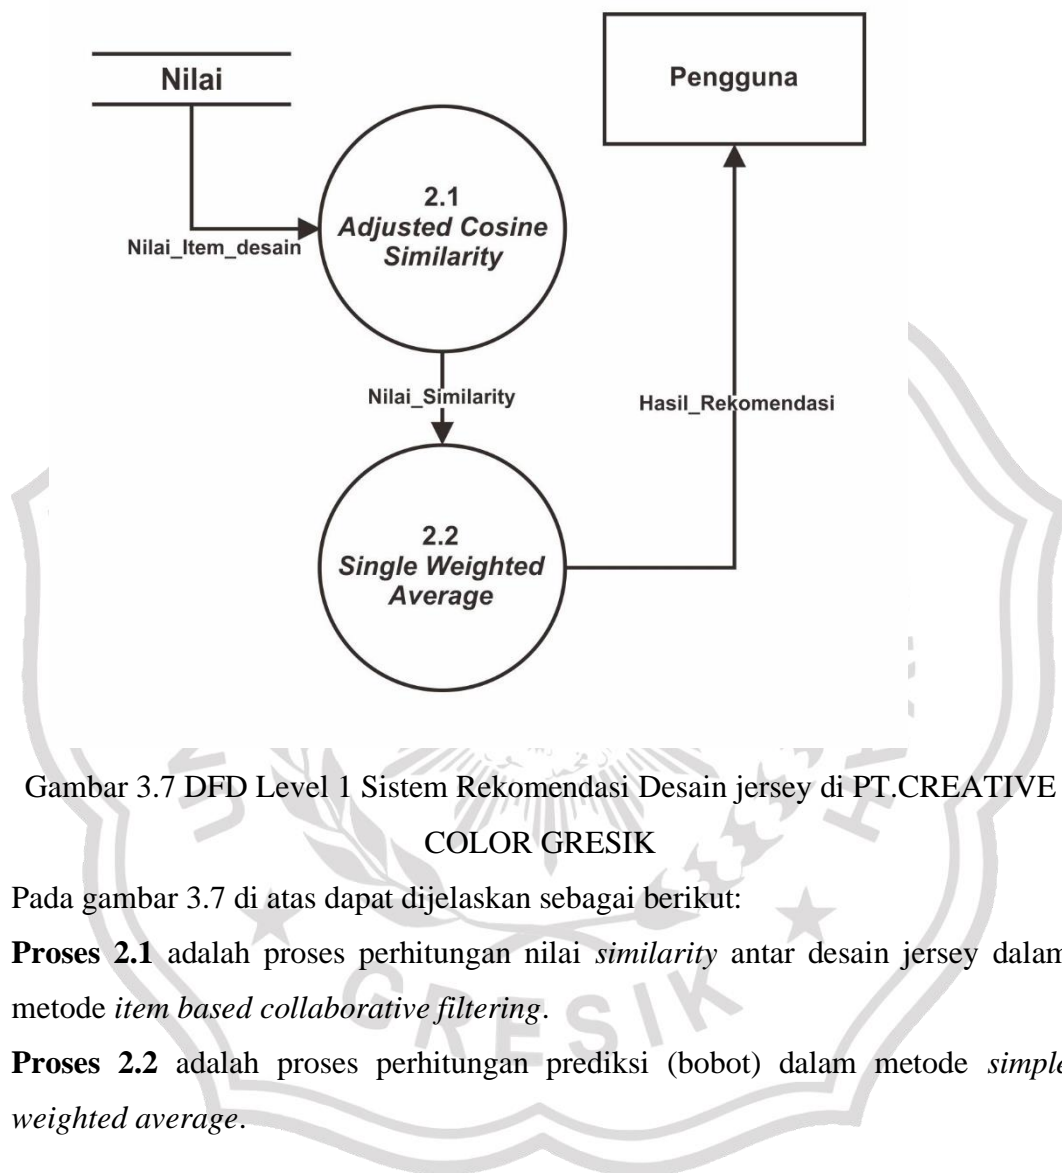 Nilai
Pengguna
2.1
Adjusted Cosine
Similarity
Nilai_Item_desain
Nilai_Similarity
Hasil_Rekomendasi
2.2
Single Weighted
Average
Gambar 3.7 DFD Level 1 Sistem Rekomendasi Desain jersey di PT.CREATIVE
COLOR GRESIK
Pada gambar 3.7 di atas dapat dijelaskan sebagai berikut:
Proses 2.1 adalah proses perhitungan nilai similarity antar desain jersey dalam
metode item based collaborative filtering.
Proses 2.2 adalah proses perhitungan prediksi (bobot) dalam metode simple
weighted average.
GRESIK